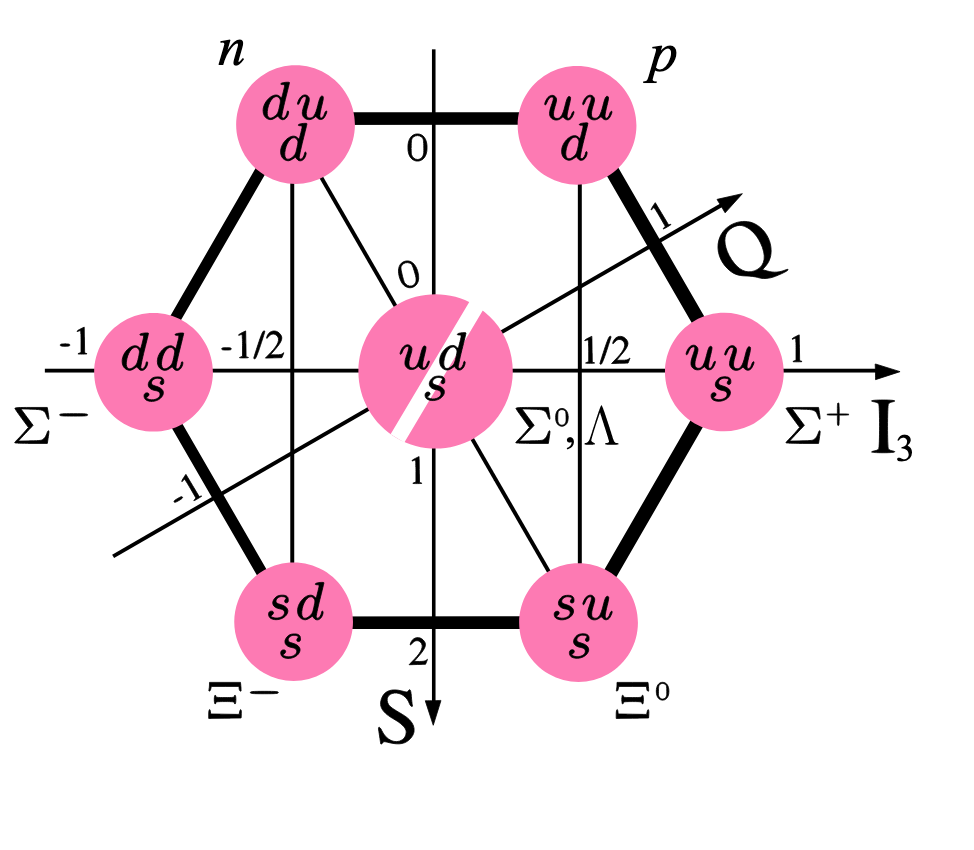 n
p
d u
d
u u
d
0
1
Q
0
-1
d d
s
-1/2
u d
s
1/2
u u
s
1
Σ−
Σ0, Λ
Σ+
I3
1
-1
s d
s
s u
s
2
Ξ−
S
Ξ0